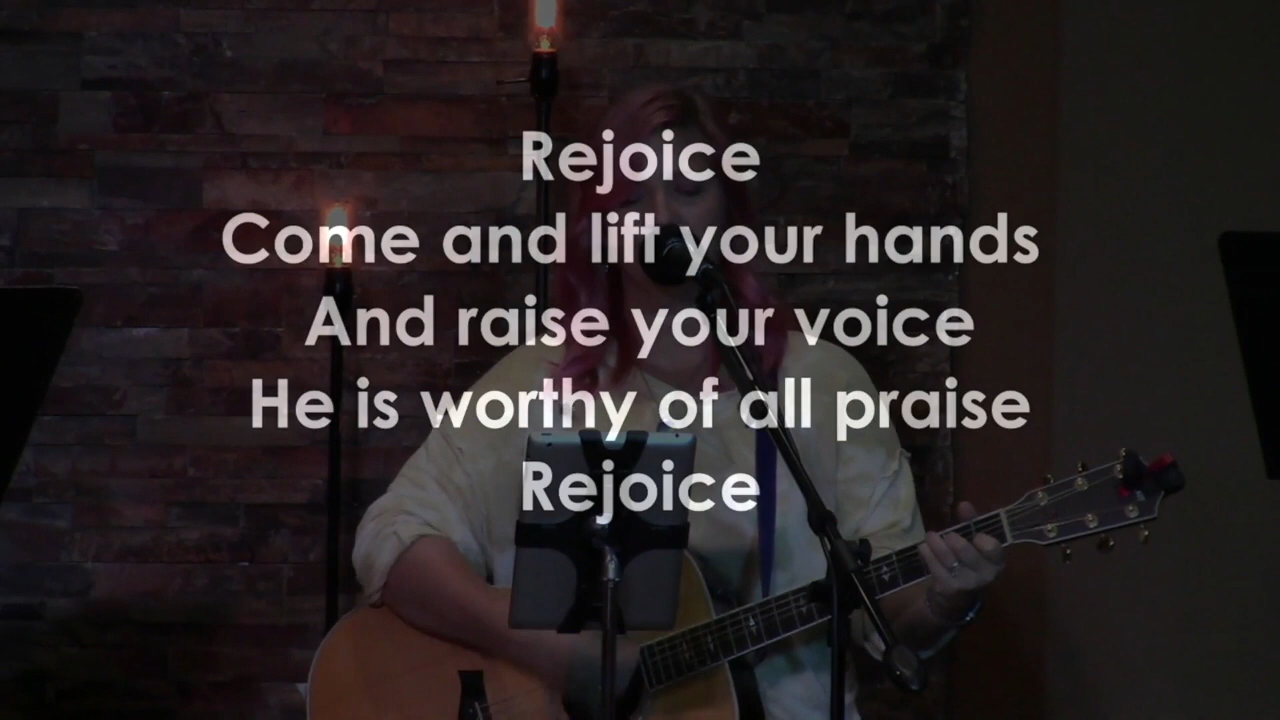 Rejoice
Come and lift your hands
And raise your voice
He is worthy of all praise
Rejoice